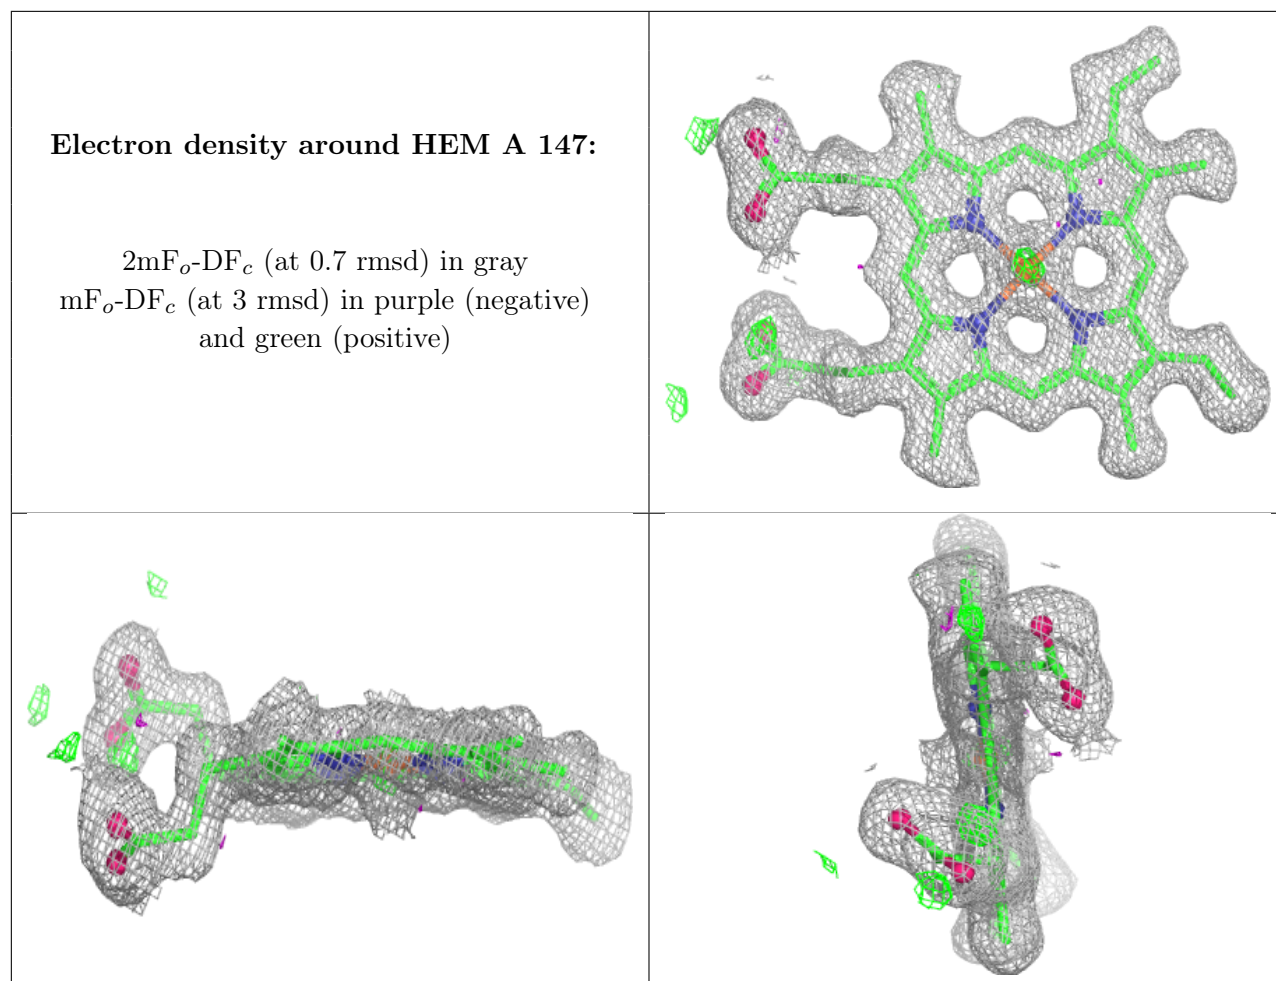 Electron density around HEM A 147:
2mFo-DFc (at 0.7 rmsd) in gray
mFo-DFc (at 3 rmsd) in purple (negative)
and green (positive)